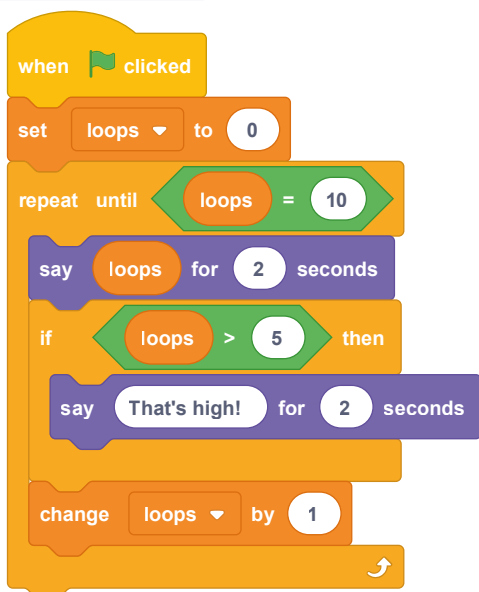 when clicked
set loops to 0
repeat until loops = 10
say loops for 2 seconds
if loops > 5 then
say That's high! for 2 seconds
change loops by 1